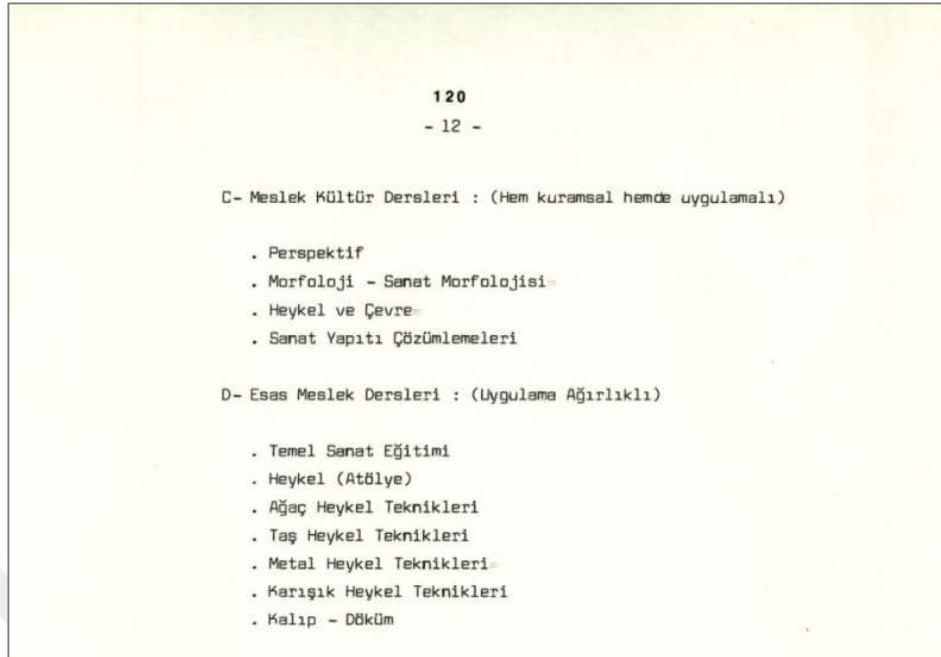 120
- 12 -
C- Meslek Kültür Dersleri : (Hem kuramsal hemde uygulamalı)
. Perspektif
. Morfoloji - Sanat Morfolojisi
. Heykel ve Çevre
. Sanat Yapıtı Çözümlemeleri
D- Esas Meslek Dersleri : (Uygulama Ağırlıklı)
. Temel Sanat Eğitimi
. Heykel (Atölye)
. Ağaç Heykel Teknikleri
. Taş Heykel Teknikleri
. Metal Heykel Teknikleri
. Karışık Heykel Teknikleri
. Kalıp - Döküm